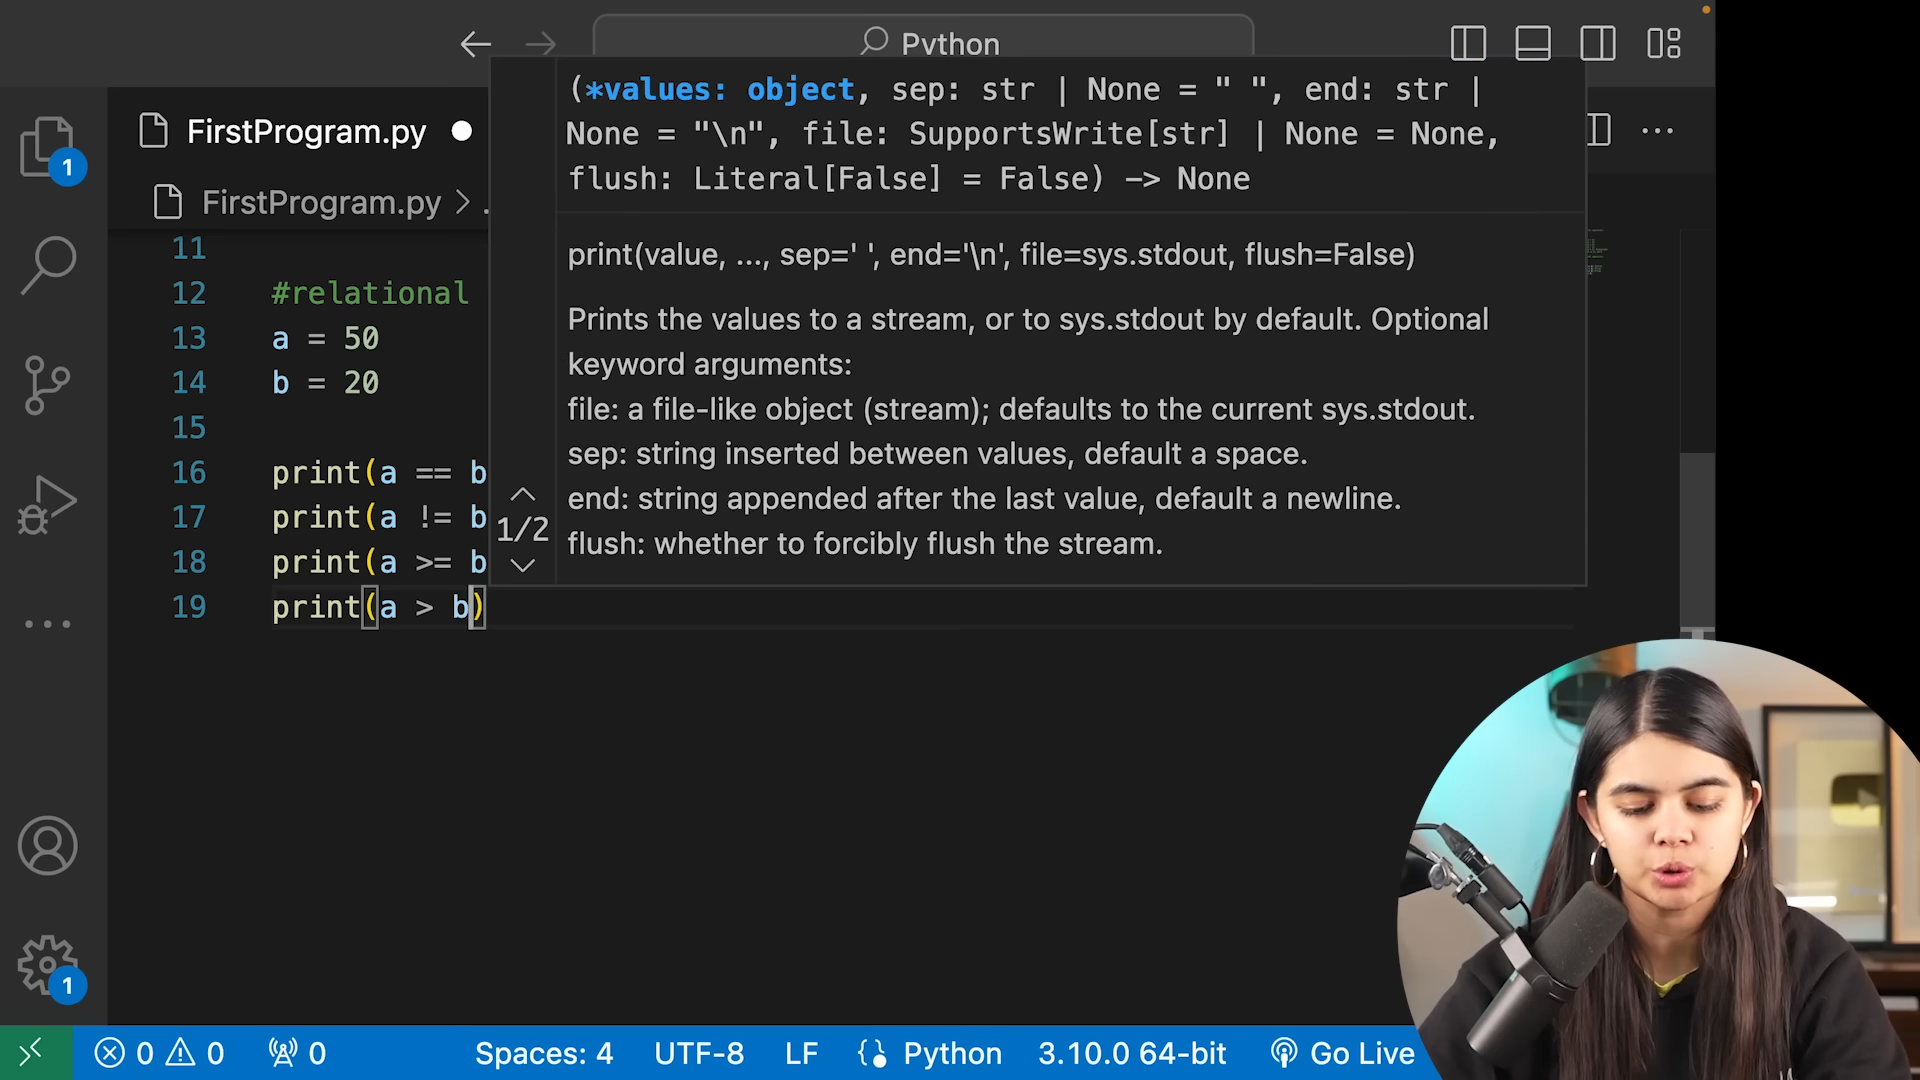 Python
(*values: object, sep: str | None = " ", end: str |
None = "\n", file: SupportsWrite[str] | None = None,
flush: Literal[False] = False) -> None
1
FirstProgram.py
FirstProgram.py > .
print(value, ..., sep=' ', end='\n', file=sys.stdout, flush=False)
Prints the values to a stream, or to sys.stdout by default. Optional
keyword arguments:
file: a file-like object (stream); defaults to the current sys.stdout.
sep: string inserted between values, default a space.
end: string appended after the last value, default a newline.
flush: whether to forcibly flush the stream.
1/2
11
12 #relational
13 a = 50
14 b = 20
15
16 print(a == b
17 print(a != b
18 print(a >= b
19 print(a > b)
1
0 0 0 Spaces: 4 UTF-8 LF Python 3.10.0 64-bit Go Live